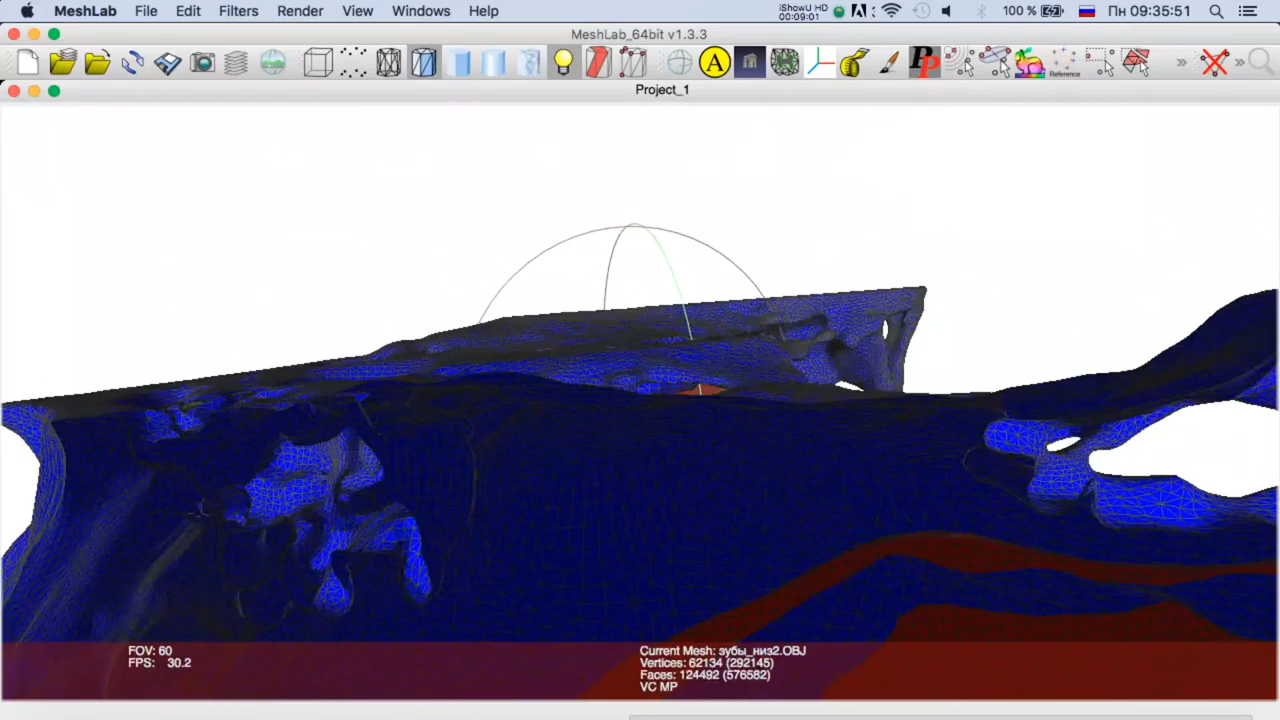 MeshLab File Edit Filters Render View Windows Help iShowU HD 00:09:01 100 % Пн 09:35:51
MeshLab_64bit v1.3.3
A PP Reference
Project_1
FOV: 60
FPS: 30.2
Current Mesh: зубы_низ2.OBJ
Vertices: 62134 (292145)
Faces: 124492 (576582)
VC MP